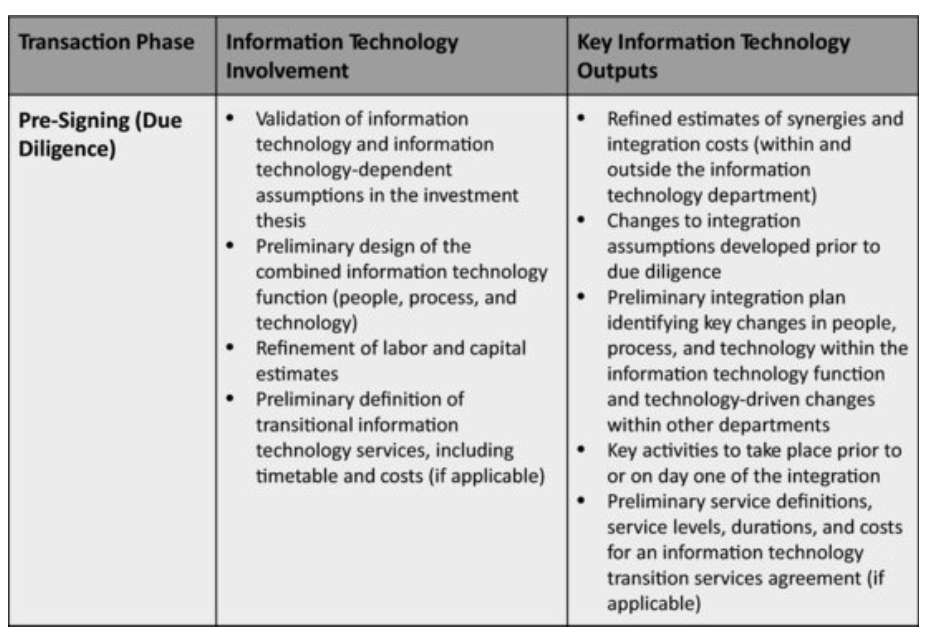 Transaction Phase
Information Technology
Involvement
Key Information Technology
Outputs
Pre-Signing (Due
Diligence)
• Validation of information
technology and information
technology-dependent
assumptions in the investment
thesis
• Preliminary design of the
combined information technology
function (people, process, and
technology)
• Refinement of labor and capital
estimates
• Preliminary definition of
transitional information
technology services, including
timetable and costs (if applicable)
• Refined estimates of synergies and
integration costs (within and
outside the information
technology department)
• Changes to integration
assumptions developed prior to
due diligence
• Preliminary integration plan
identifying key changes in people,
process, and technology within the
information technology function
and technology-driven changes
within other departments
• Key activities to take place prior to
or on day one of the integration
• Preliminary service definitions,
service levels, durations, and costs
for an information technology
transition services agreement (if
applicable)